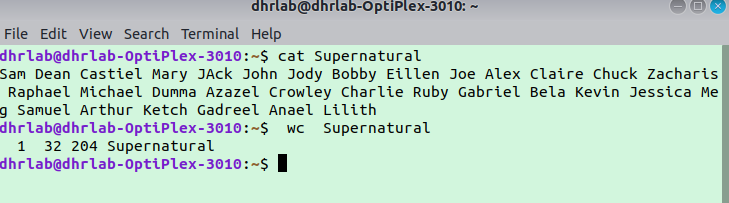 dhrlab@dhrlab-OptiPlex-3010: ~
File Edit View Search Terminal Help
dhrlab@dhrlab-OptiPlex-3010:~$ cat Supernatural
Sam Dean Castiel Mary JAck John Jody Bobby Eillen Joe Alex Claire Chuck Zacharis
 Raphael Michael Dumma Azazel Crowley Charlie Ruby Gabriel Bela Kevin Jessica Me
g Samuel Arthur Ketch Gadreel Anael Lilith
dhrlab@dhrlab-OptiPlex-3010:~$  wc  Supernatural
  1  32 204 Supernatural
dhrlab@dhrlab-OptiPlex-3010:~$